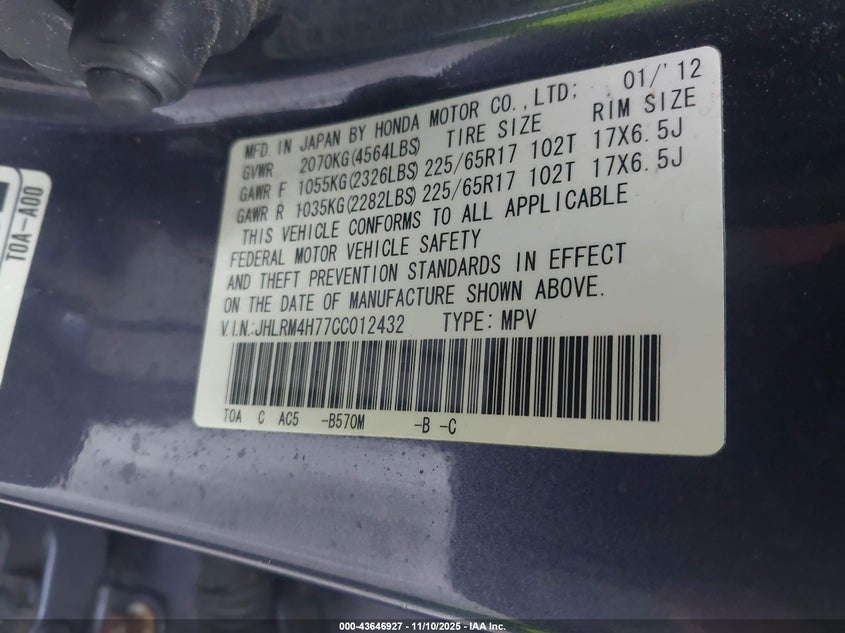 MFD. IN JAPAN BY HONDA MOTOR CO.,LTD; 01/'12
GVWR 2070KG(4564LBS) TIRE SIZE RIM SIZE
GAWR F 1055KG(2326LBS) 225/65R17 102T 17X6.5J
GAWR R 1035KG(2282LBS) 225/65R17 102T 17X6.5J
THIS VEHICLE CONFORMS TO ALL APPLICABLE
FEDERAL MOTOR VEHICLE SAFETY
AND THEFT PREVENTION STANDARDS IN EFFECT
ON THE DATE OF MANUFACTURE SHOWN ABOVE.
V.I.N.:JHLRM4H77CC012432 TYPE: MPV
TOA C AC5 -B570M -B -C
TOA-A00
000-43646927 - 11/10/2025 - IAA Inc.